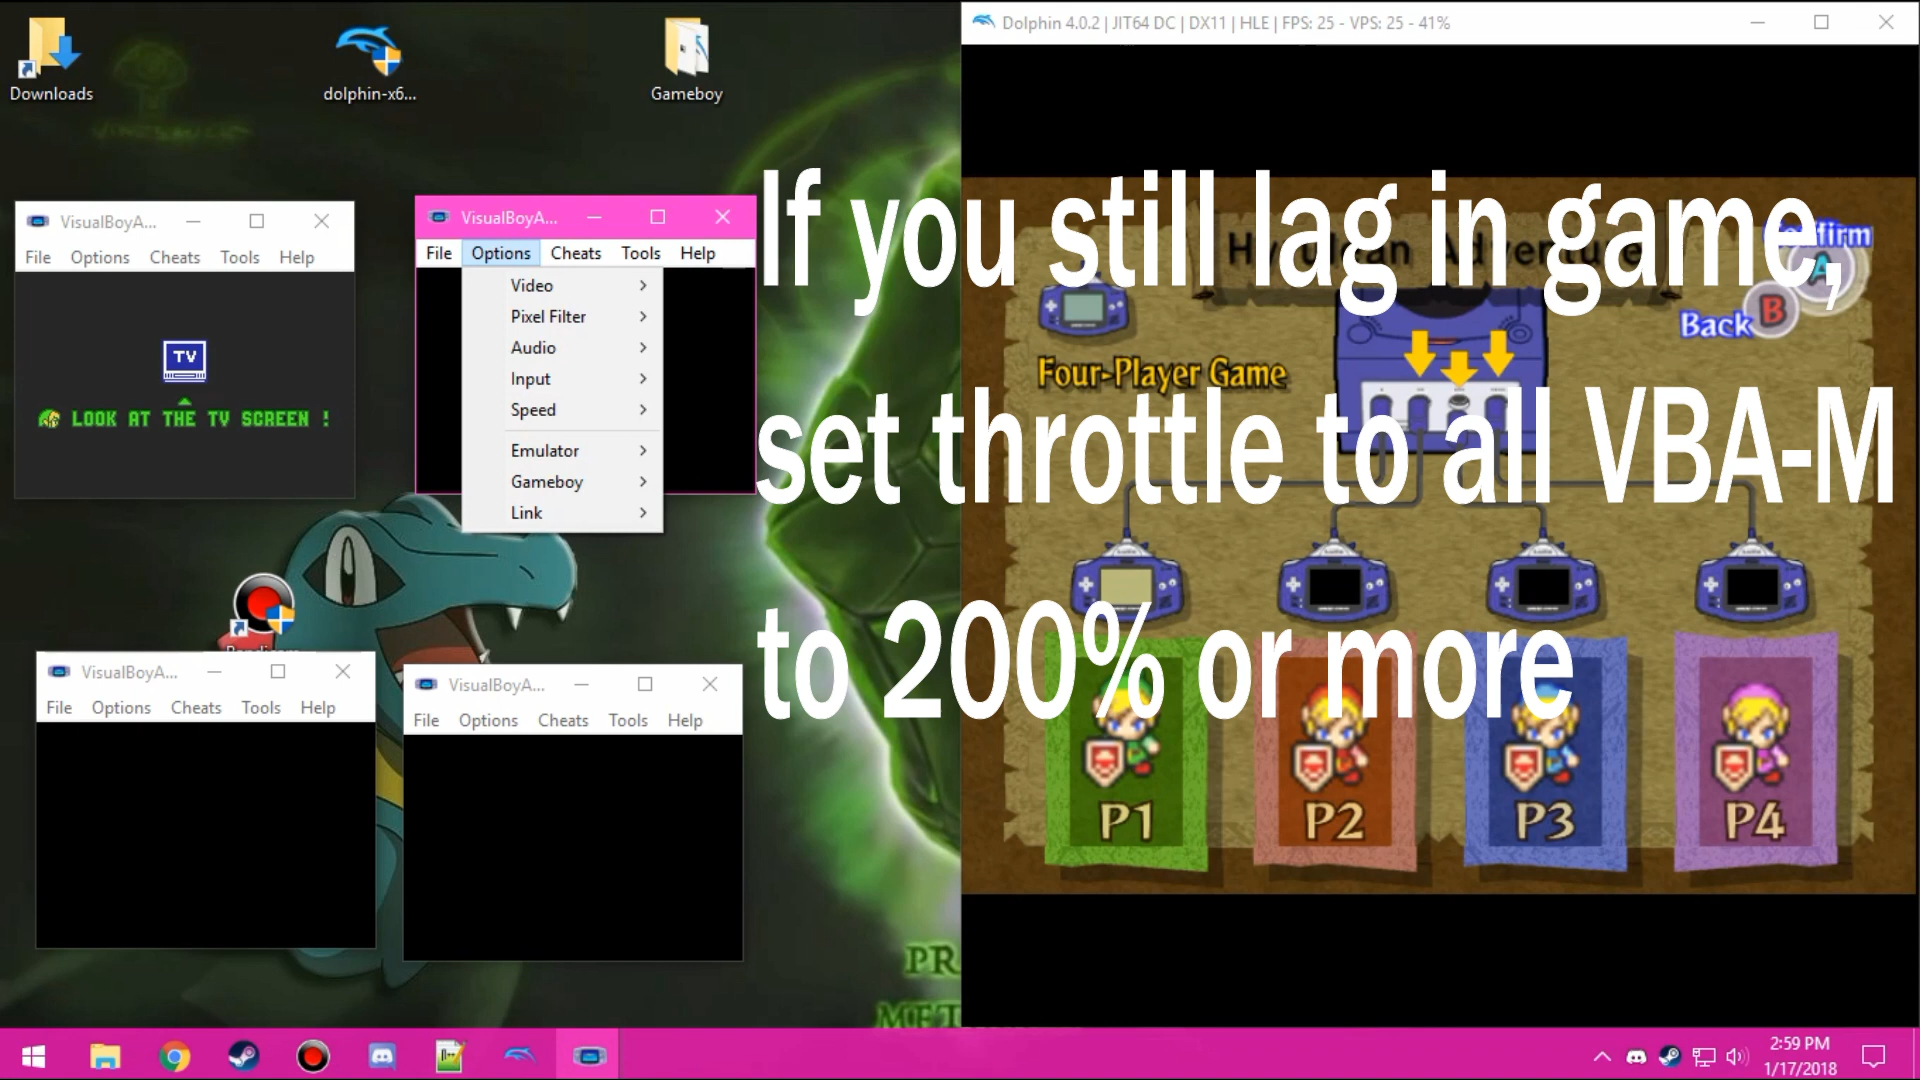 Downloads
dolphin-x6...
Gameboy
Dolphin 4.0.2 | JIT64 DC | DX11 | HLE | FPS: 25 - VPS: 25 - 41%
VisualBoyA...
File Options Cheats Tools Help
TV
LOOK AT THE TV SCREEN !
VisualBoyA...
File Options Cheats Tools Help
Video
Pixel Filter
Audio
Input
Speed
Emulator
Gameboy
Link
If you still lag in game,
set throttle to all VBA-M
to 200% or more
Hyrulean Adventure
Confirm
A
Back B
Four-Player Game
P1 P2 P3 P4
VisualBoyA...
File Options Cheats Tools Help
VisualBoyA...
File Options Cheats Tools Help
2:59 PM
1/17/2018